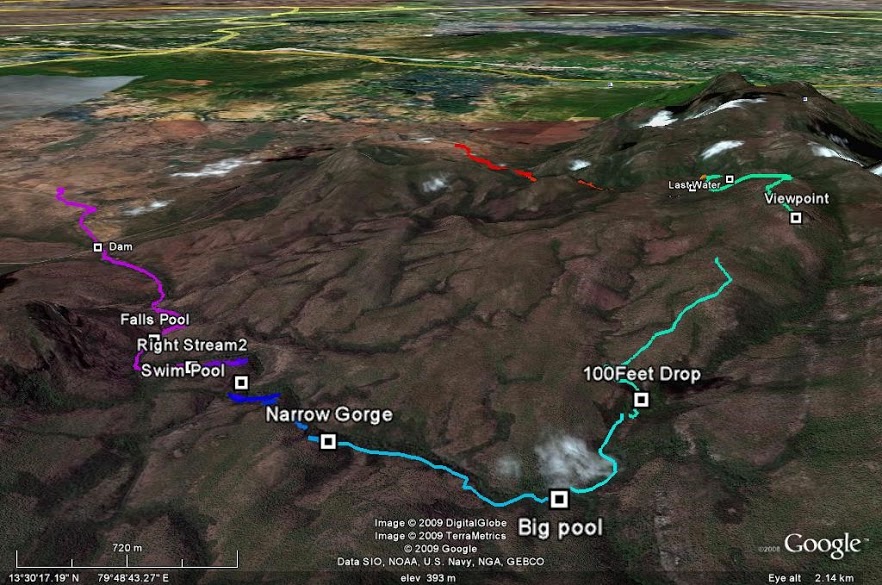 Last Water
Viewpoint
Dam
Falls Pool
Right Stream2
Swim Pool
100Feet Drop
Narrow Gorge
Big pool
Image © 2009 DigitalGlobe
Image © 2009 TerraMetrics
© 2009 Google
Data SIO, NOAA, U.S. Navy, NGA, GEBCO
©2008 Google™
720 m
13°30'17.19" N 79°48'43.27" E
elev 393 m
Eye alt 2.14 km